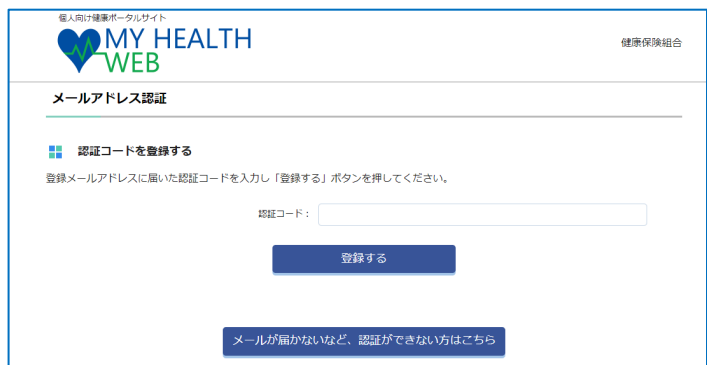 個人向け健康ポータルサイト
MY HEALTH
WEB
健康保険組合
メールアドレス認証
認証コードを登録する
登録メールアドレスに届いた認証コードを入力し「登録する」ボタンを押してください。
認証コード：
登録する
メールが届かないなど、認証ができない方はこちら